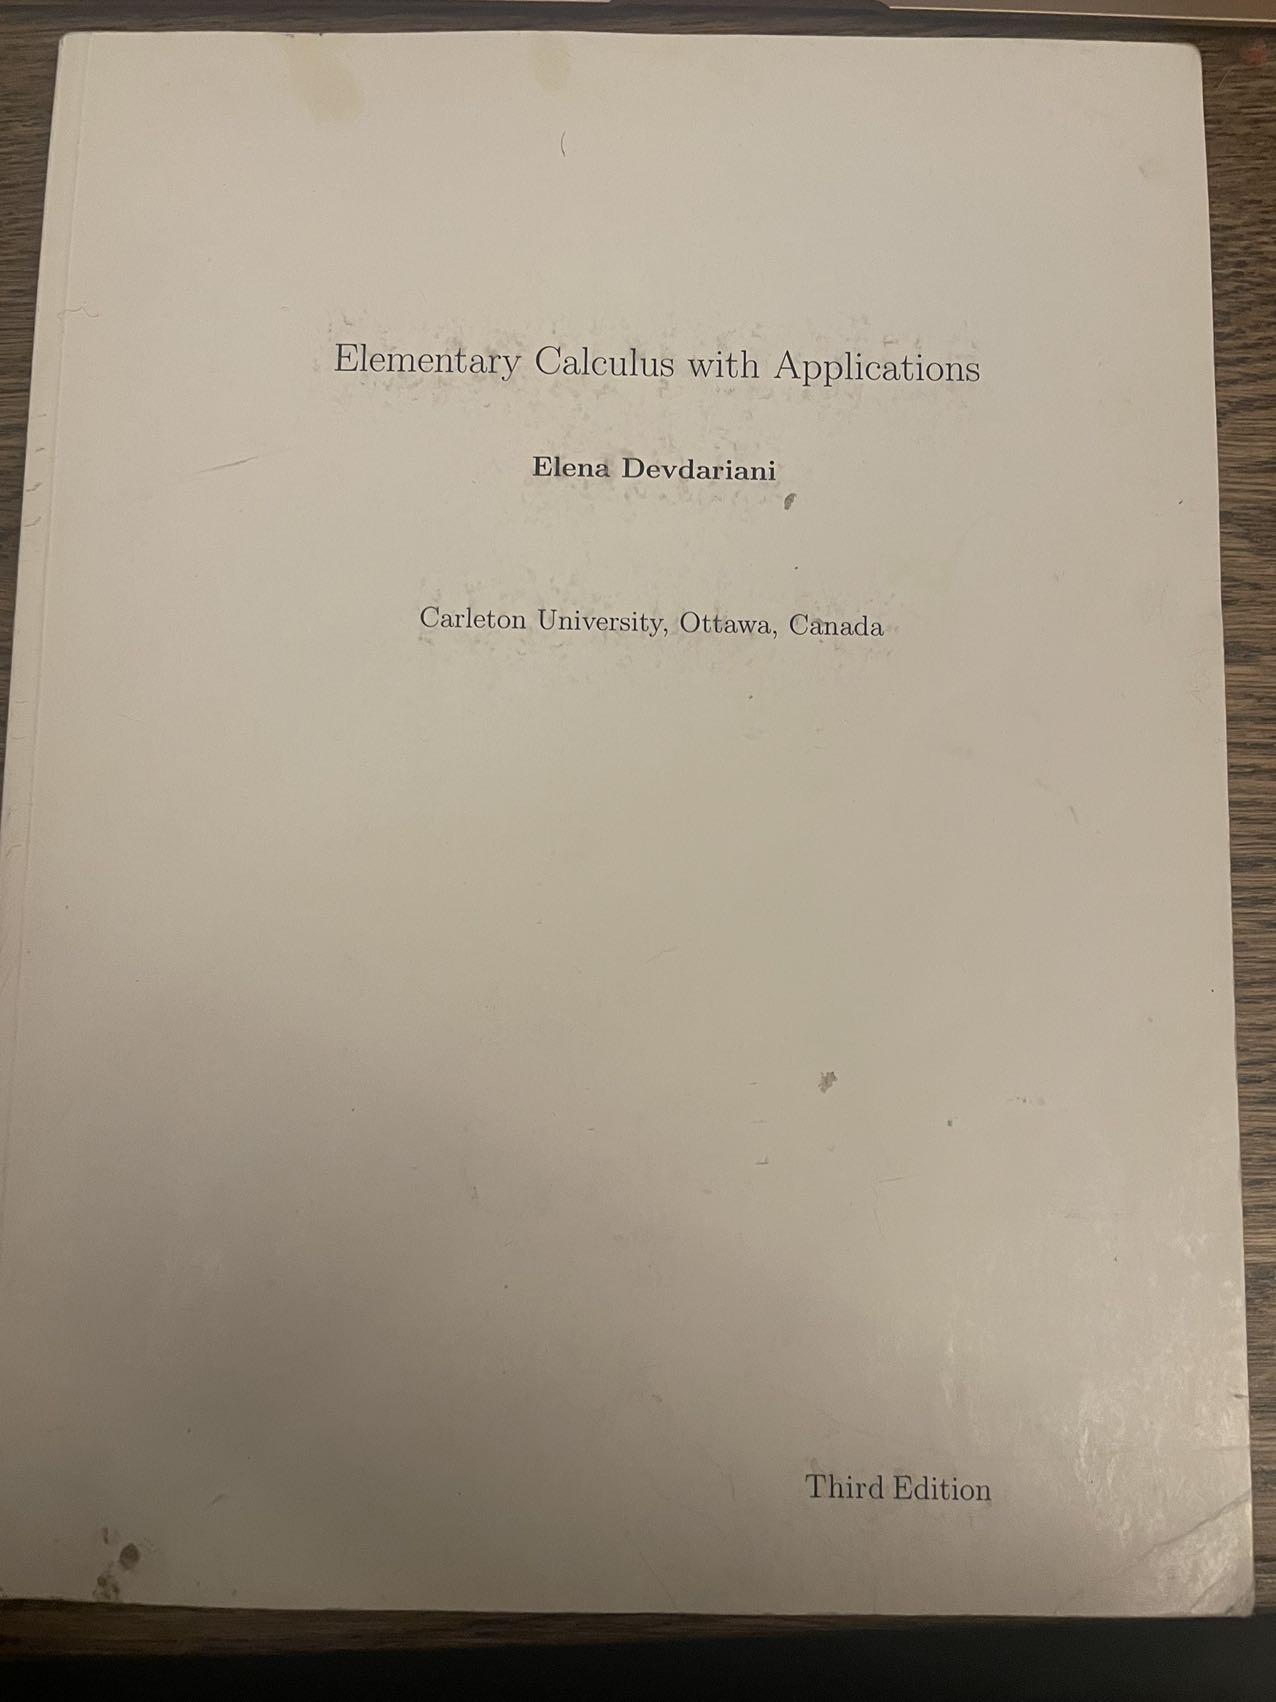 Elementary Calculus with Applications
Elena Devdariani
Carleton University, Ottawa, Canada
Third Edition